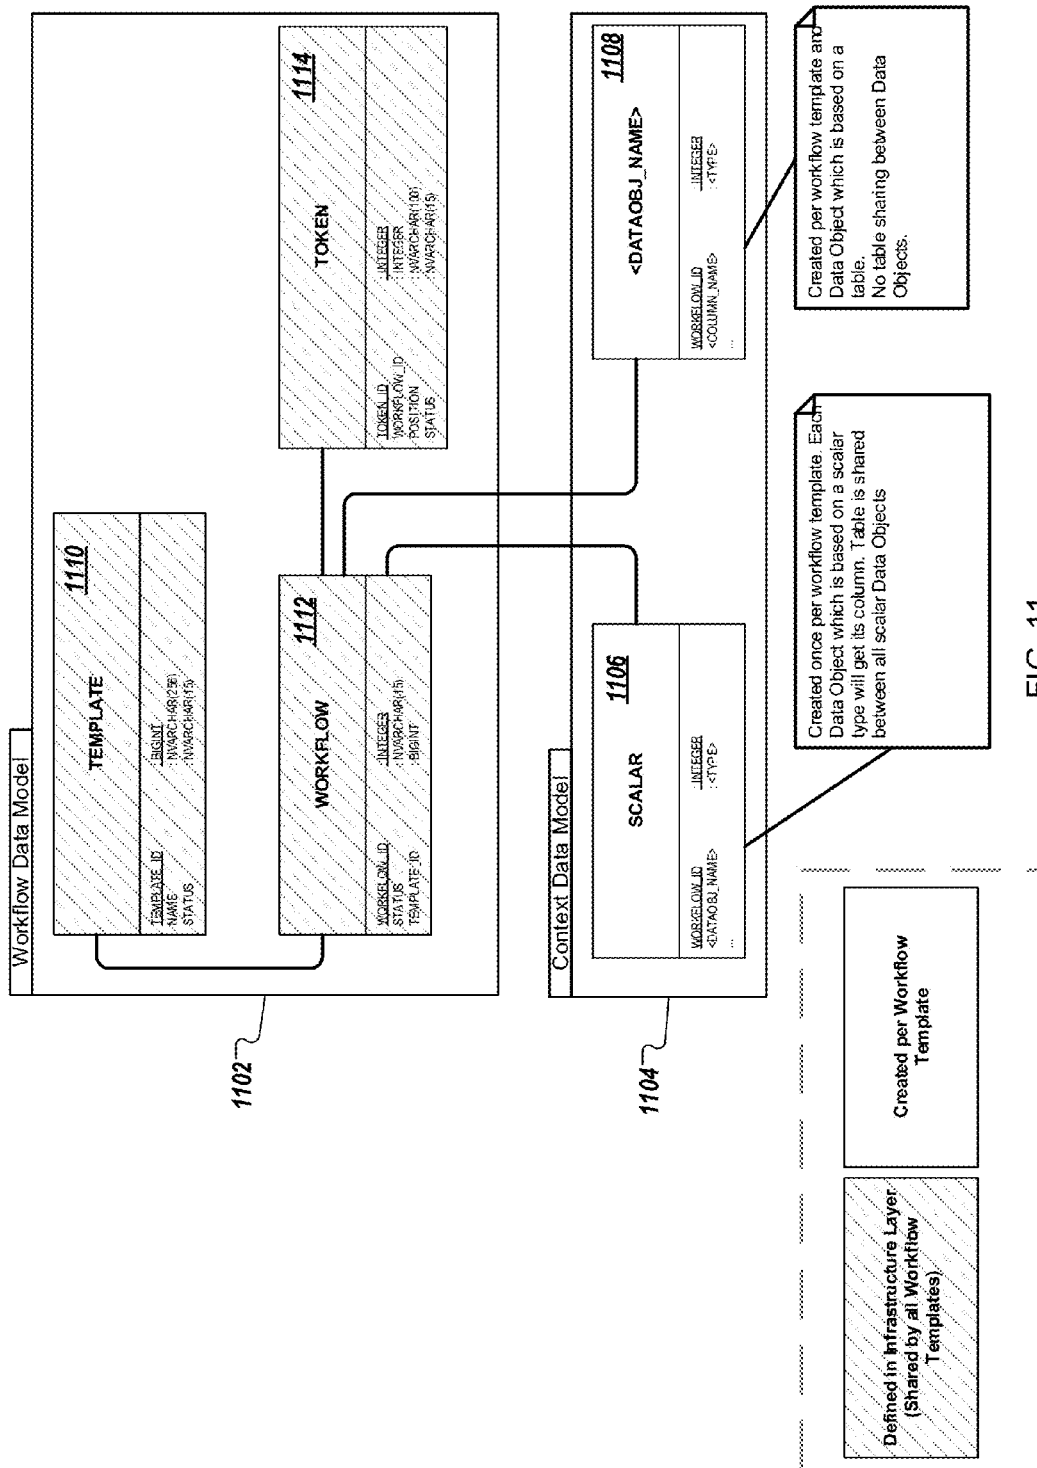 Workflow Data Model
TEMPLATE
1110
TEMPLATE_ID :BIGINT
NAME :NVARCHAR(256)
STATUS :NVARCHAR(15)
WORKFLOW
1112
WORKFLOW_ID :INTEGER
STATUS :NVARCHAR(15)
TEMPLATE_ID :BIGINT
TOKEN
1114
TOKEN_ID :INTEGER
WORKFLOW_ID :INTEGER
POSITION :NVARCHAR(100)
STATUS :NVARCHAR(15)
1102
Context Data Model
SCALAR
1106
WORKFLOW_ID :INTEGER
<DATAOBJ_NAME> :<TYPE>
...
<DATAOBJ_NAME>
1108
WORKFLOW_ID :INTEGER
<COLUMN_NAME> :<TYPE>
...
1104
Created once per workflow template. Each
Data Object which is based on a scalar
type will get its column. Table is shared
between all scalar Data Objects
Created per workflow template and
Data Object which is based on a
table.
No table sharing between Data
Objects.
Defined in Infrastructure Layer
(Shared by all Workflow
Templates)
Created per Workflow
Template
FIG. 11